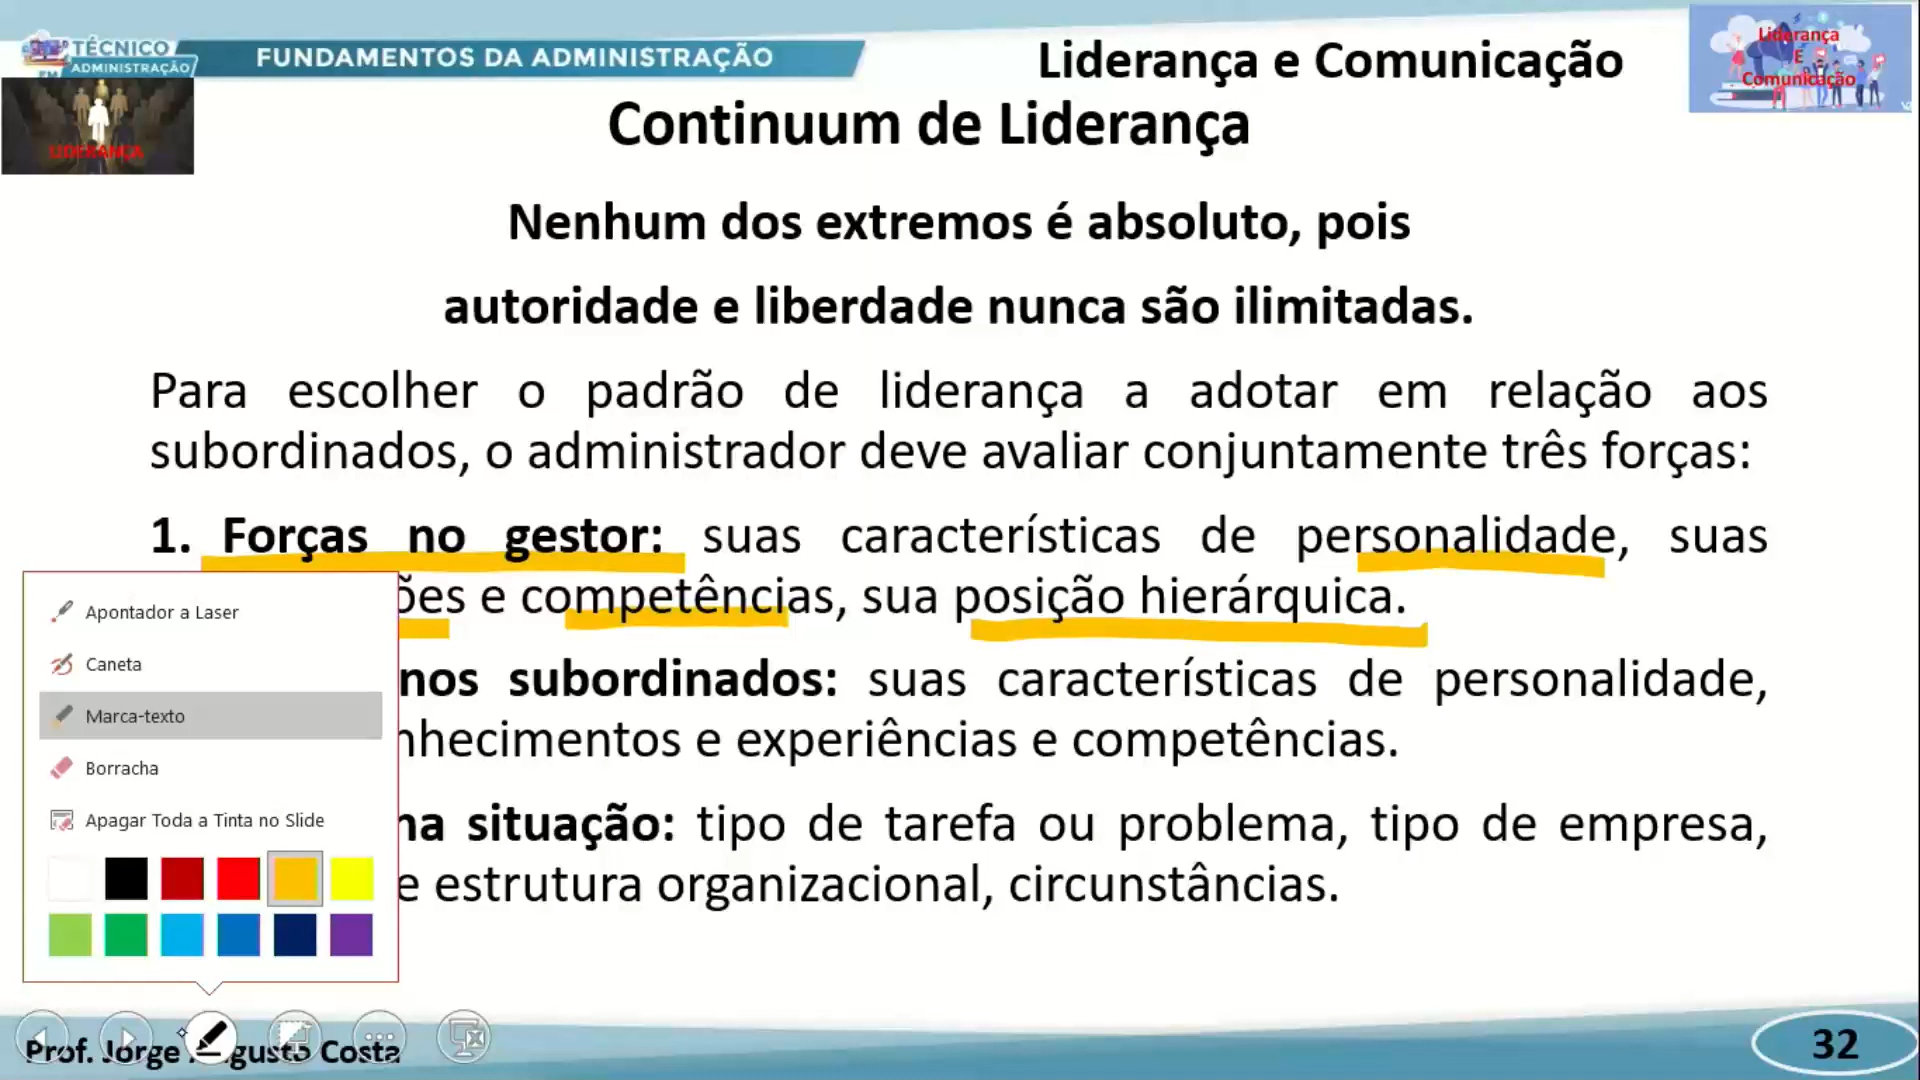 TÉCNICO
EM ADMINISTRAÇÃO
FUNDAMENTOS DA ADMINISTRAÇÃO
Liderança e Comunicação
Liderança
E
Comunicação
LIDERANÇA
Continuum de Liderança
Nenhum dos extremos é absoluto, pois
autoridade e liberdade nunca são ilimitadas.
Para escolher o padrão de liderança a adotar em relação aos
subordinados, o administrador deve avaliar conjuntamente três forças:
1. Forças no gestor: suas características de personalidade, suas
ões e competências, sua posição hierárquica.
nos subordinados: suas características de personalidade,
nhecimentos e experiências e competências.
na situação: tipo de tarefa ou problema, tipo de empresa,
e estrutura organizacional, circunstâncias.
Apontador a Laser
Caneta
Marca-texto
Borracha
Apagar Toda a Tinta no Slide
Prof. Jorge Augusto Costa
32